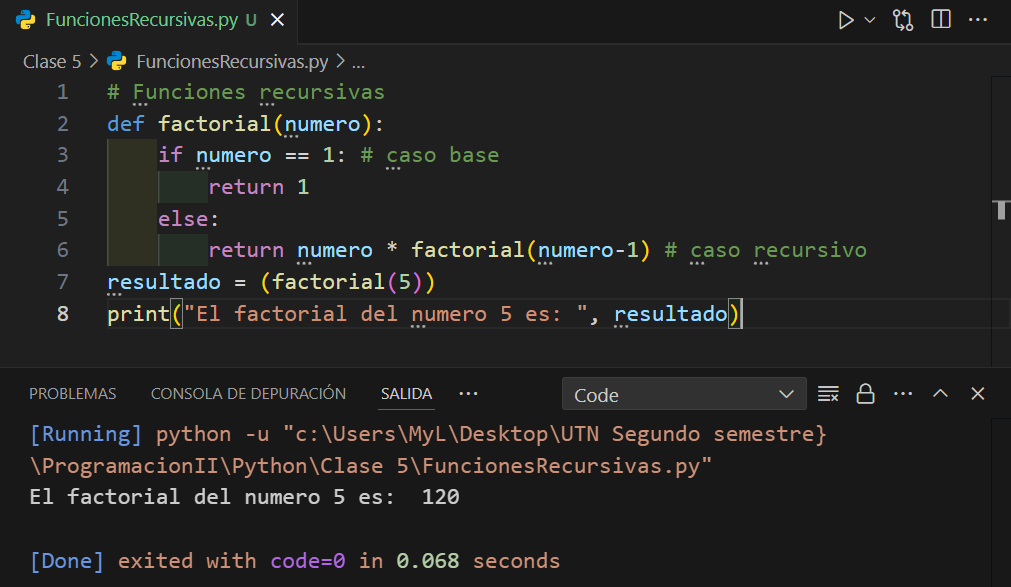 FuncionesRecursivas.py U
Clase 5 > FuncionesRecursivas.py > ...
1 # Funciones recursivas
2 def factorial(numero):
3     if numero == 1: # caso base
4         return 1
5     else:
6         return numero * factorial(numero-1) # caso recursivo
7 resultado = (factorial(5))
8 print("El factorial del numero 5 es: ", resultado)
PROBLEMAS CONSOLA DE DEPURACIÓN SALIDA ... Code
[Running] python -u "c:\Users\MyL\Desktop\UTN Segundo semestre}
\ProgramacionII\Python\Clase 5\FuncionesRecursivas.py"
El factorial del numero 5 es:  120
[Done] exited with code=0 in 0.068 seconds